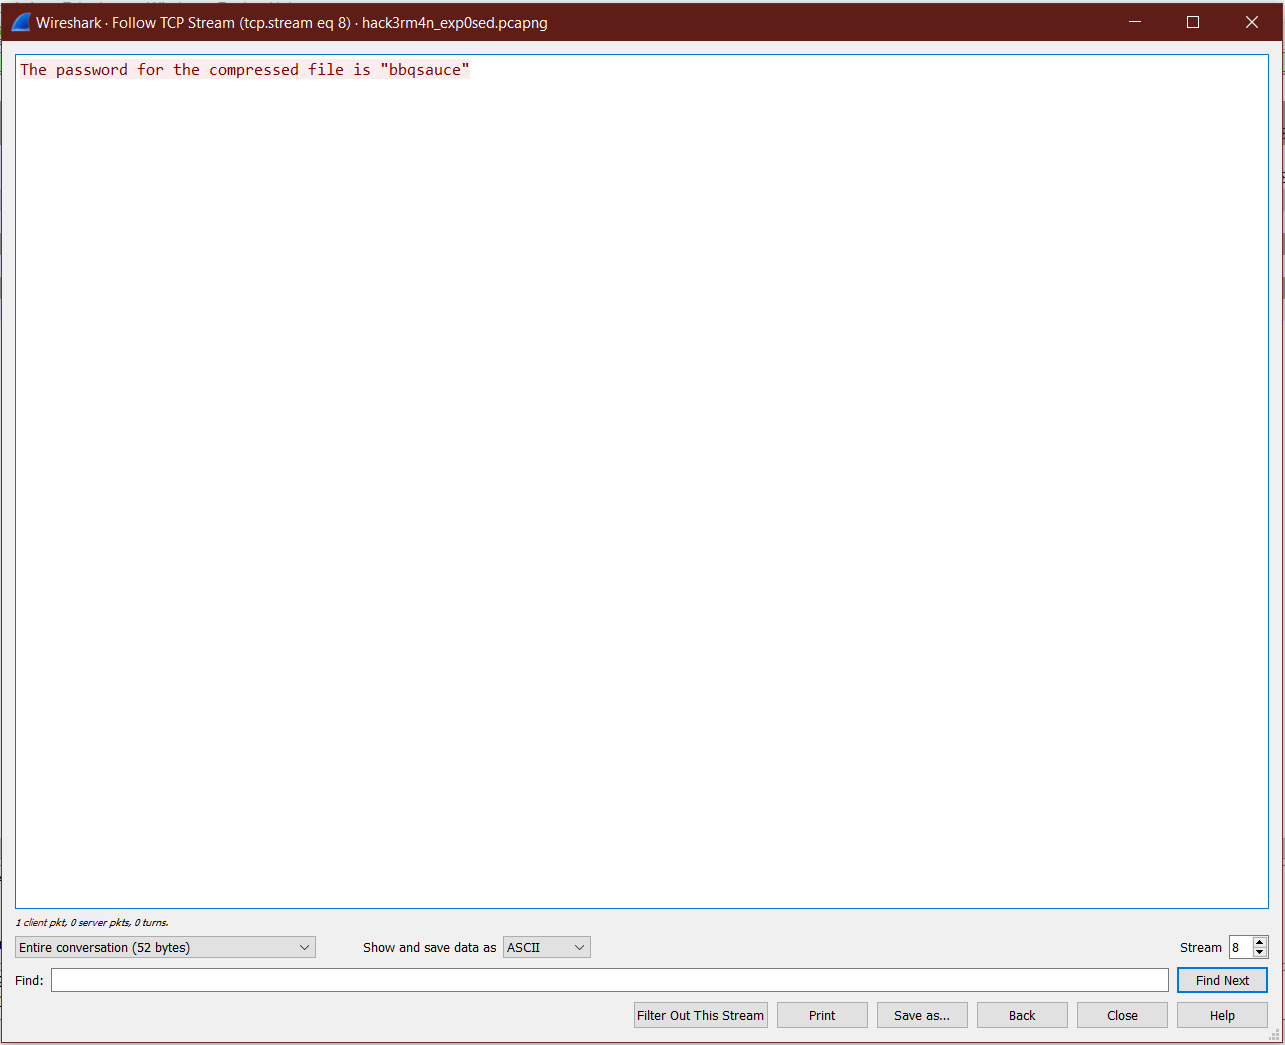 Wireshark · Follow TCP Stream (tcp.stream eq 8) · hack3rm4n_exp0sed.pcapng
The password for the compressed file is "bbqsauce"
1 client pkt, 0 server pkts, 0 turns.
Entire conversation (52 bytes) Show and save data as ASCII Stream 8
Find: Find Next
Filter Out This Stream Print Save as... Back Close Help